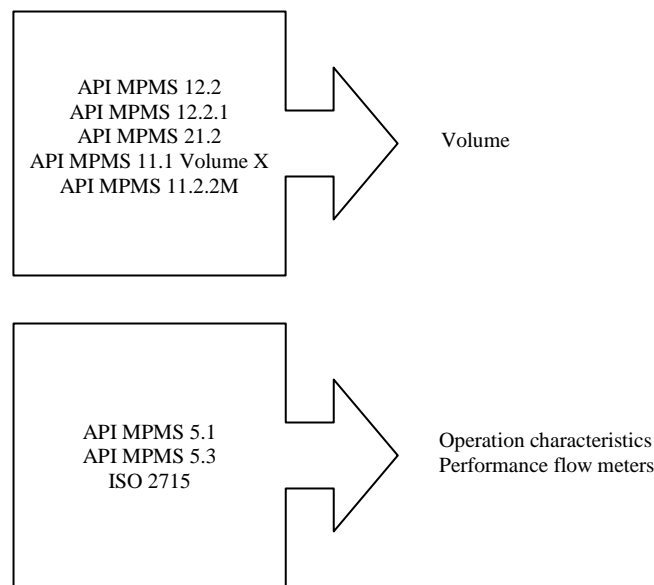 API MPMS 12.2
API MPMS 12.2.1
API MPMS 21.2
API MPMS 11.1 Volume X
API MPMS 11.2.2M
Volume
API MPMS 5.1
API MPMS 5.3
ISO 2715
Operation characteristics
Performance flow meters